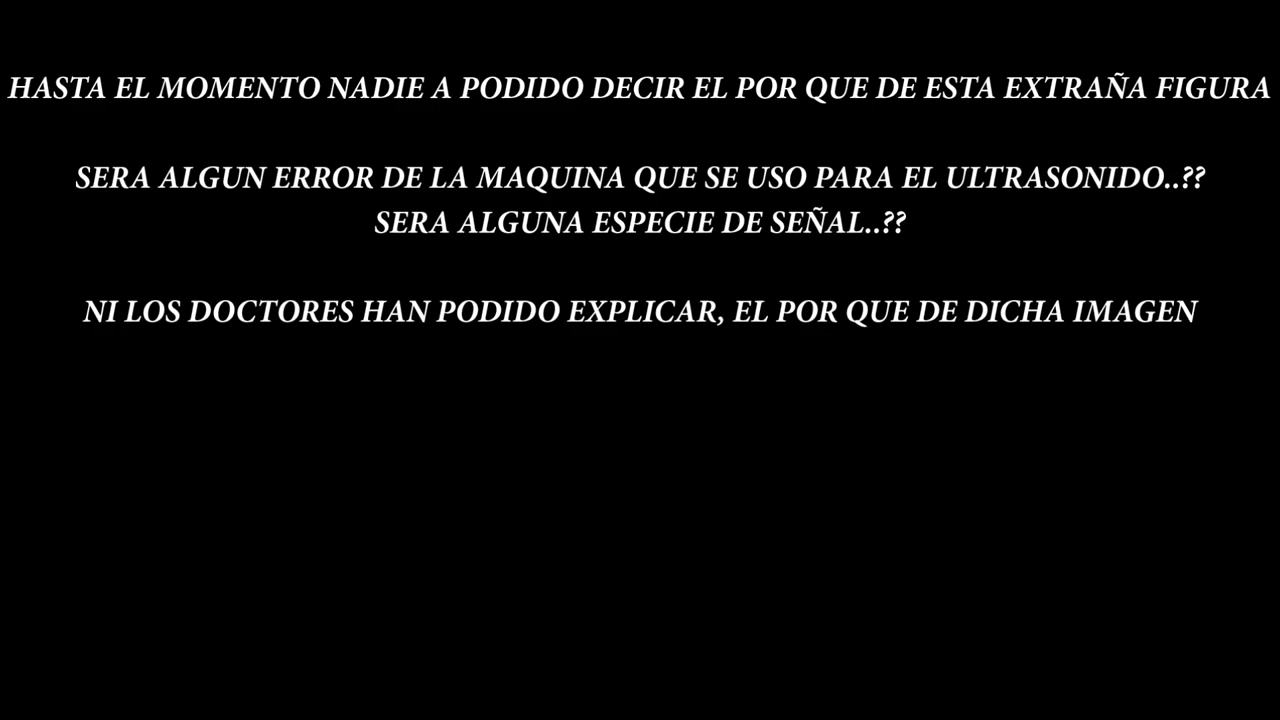 HASTA EL MOMENTO NADIE A PODIDO DECIR EL POR QUE DE ESTA EXTRAÑA FIGURA
SERA ALGUN ERROR DE LA MAQUINA QUE SE USO PARA EL ULTRASONIDO..??
SERA ALGUNA ESPECIE DE SEÑAL..??
NI LOS DOCTORES HAN PODIDO EXPLICAR, EL POR QUE DE DICHA IMAGEN